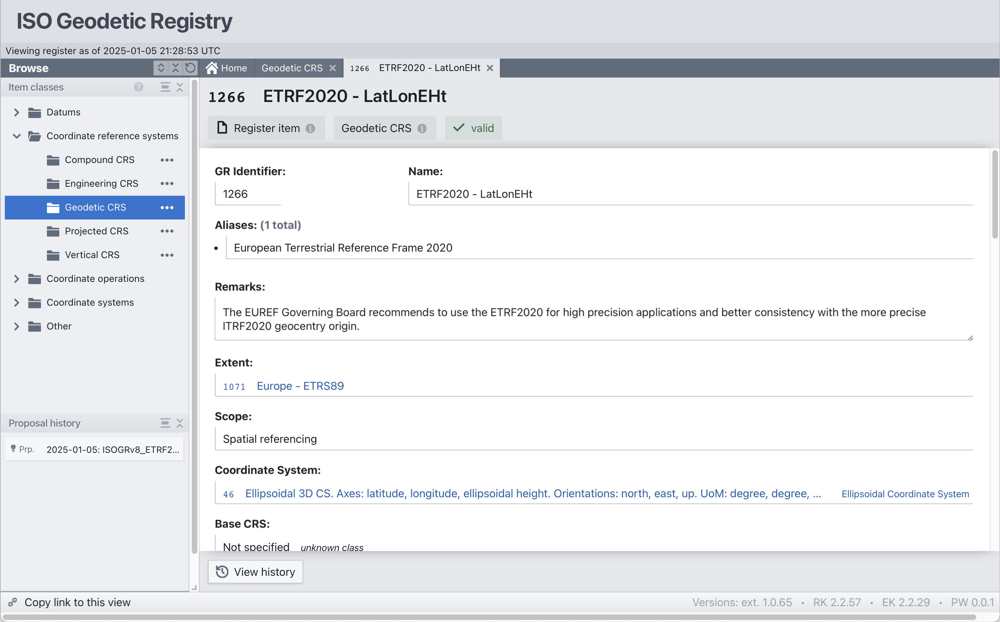 ISO Geodetic Registry
Viewing register as of 2025-01-05 21:28:53 UTC
Browse
Home
Geodetic CRS
1266 ETRF2020 - LatLonEHt
Item classes
Datums
Coordinate reference systems
Compound CRS
Engineering CRS
Geodetic CRS
Projected CRS
Vertical CRS
Coordinate operations
Coordinate systems
Other
Proposal history
Prp. 2025-01-05: ISOGRv8_ETRF2...
1266 ETRF2020 - LatLonEHt
Register item
Geodetic CRS
valid
GR Identifier:
1266
Name:
ETRF2020 - LatLonEHt
Aliases: (1 total)
• European Terrestrial Reference Frame 2020
Remarks:
The EUREF Governing Board recommends to use the ETRF2020 for high precision applications and better consistency with the more precise
ITRF2020 geocentry origin.
Extent:
1071 Europe - ETRS89
Scope:
Spatial referencing
Coordinate System:
46 Ellipsoidal 3D CS. Axes: latitude, longitude, ellipsoidal height. Orientations: north, east, up. UoM: degree, degree, ... Ellipsoidal Coordinate System
Base CRS:
Not specified unknown class
View history
Copy link to this view
Versions: ext. 1.0.65 • RK 2.2.57 • EK 2.2.29 • PW 0.0.1